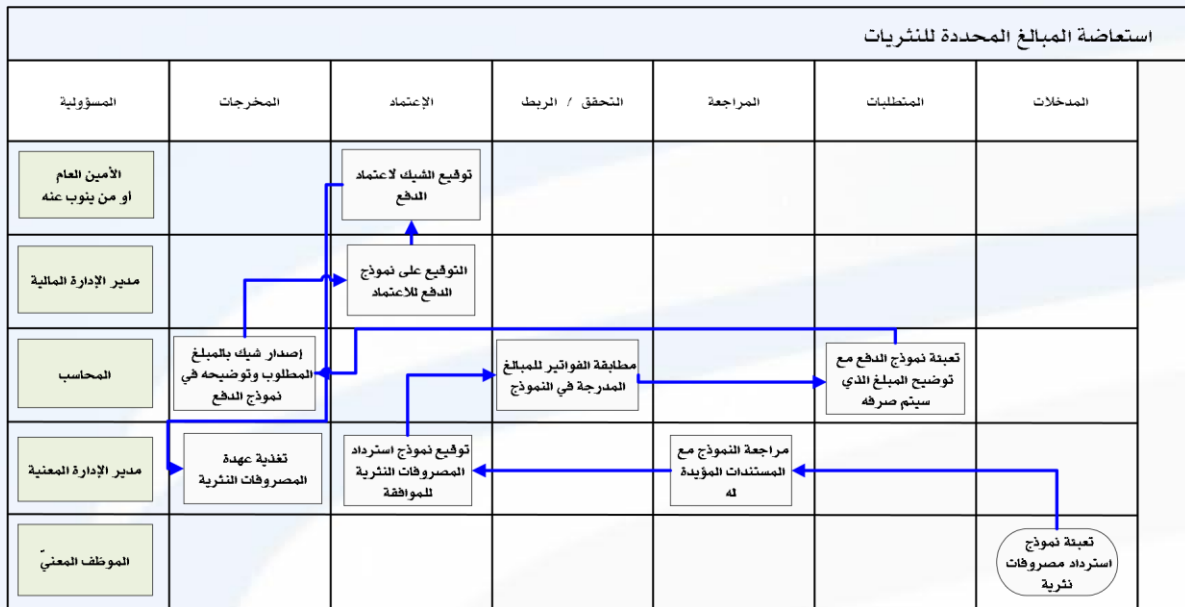 استعاضة المبالغ المحددة للنثريات
المدخلات
المتطلبات
المراجعة
التحقق / الربط
الإعتماد
المخرجات
المسؤولية
توقيع الشيك لاعتماد
الدفع
الأمين العام
او من ينوب عنه
التوقيع على نموذج
الدفع للاعتماد
مدير الإدارة المالية
تعبئة نموذج الدفع مع
توضيح المبلغ الذي
سيتم صرفه
مطابقة الفواتير للمبالغ
المدرجة في النموذج
إصدار شيك بالمبلغ
المطلوب وتوضيحه في
نموذج الدفع
المحاسب
مراجعة النموذج مع
المستندات المؤيدة
له
توقيع نموذج استرداد
المصروفات النثرية
للموافقة
تغذية عهدة
المصروفات النثرية
مدير الإدارة المعنية
تعبئة نموذج
استرداد مصروفات
نثرية
الموظف المعنيّ